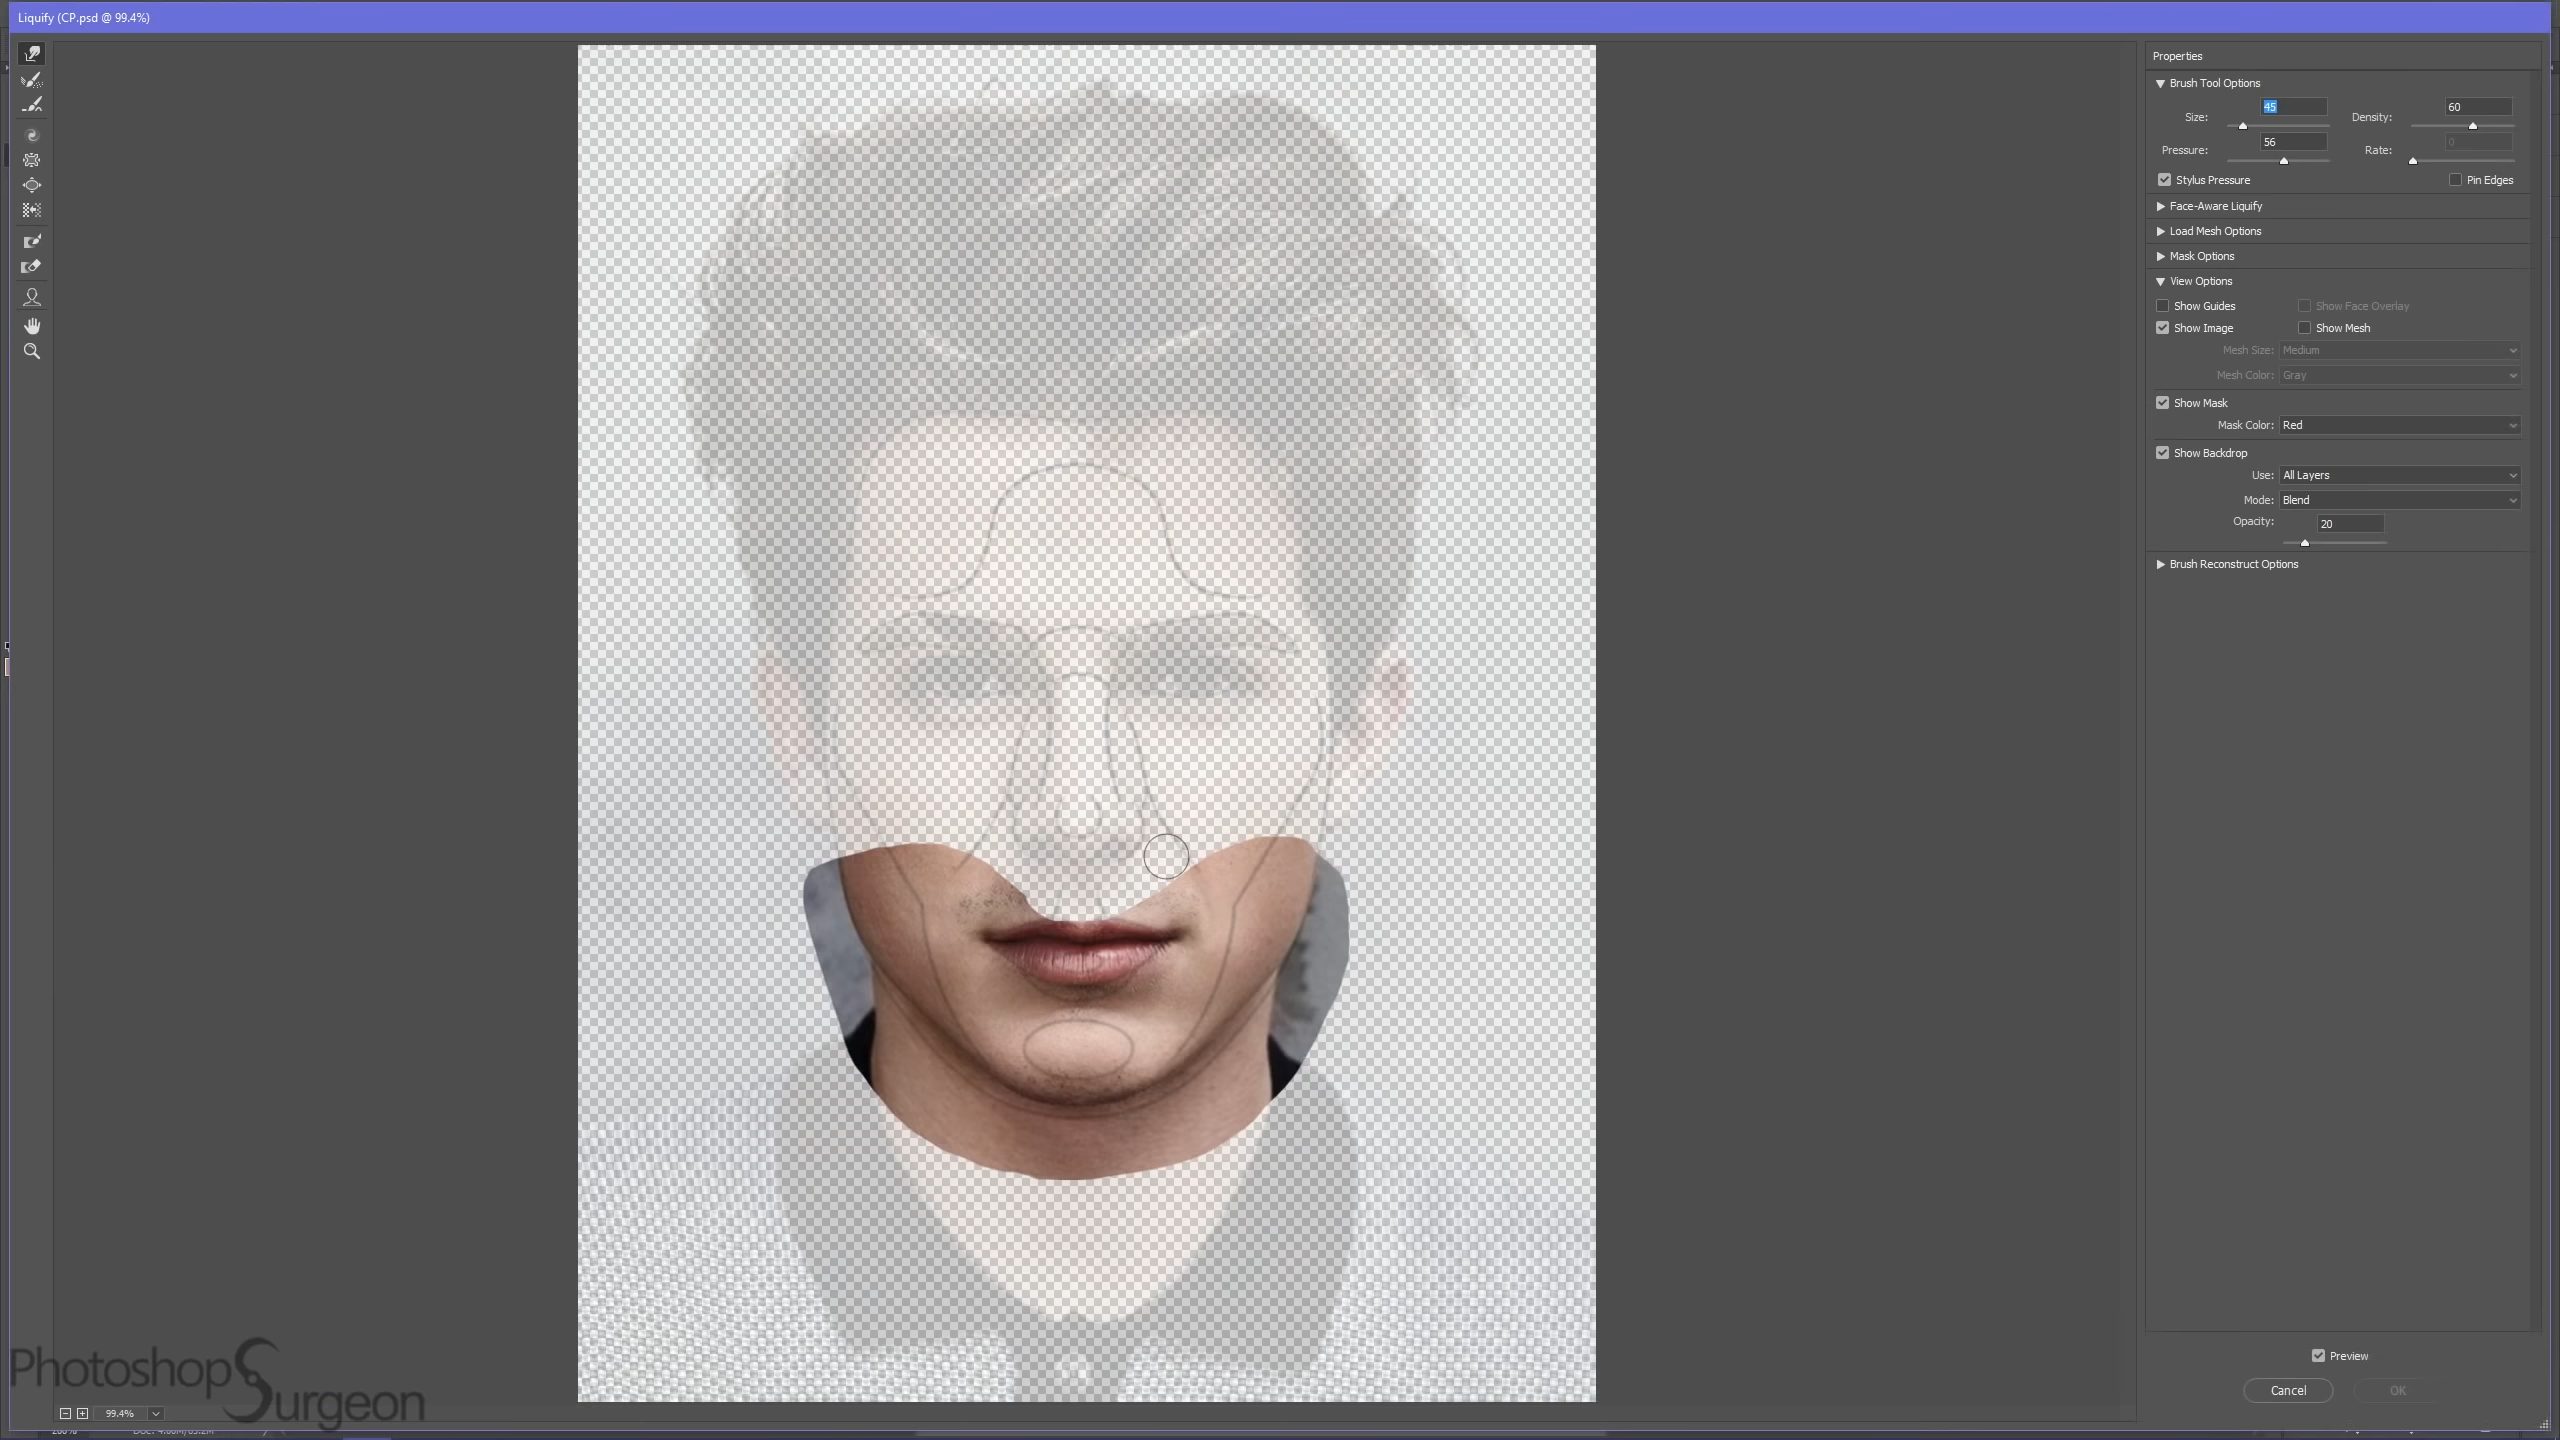 Liquify (CP.psd @ 99.4%)
Properties
Brush Tool Options
Size: 45 Density: 60
Pressure: 56 Rate: 0
Stylus Pressure Pin Edges
Face-Aware Liquify
Load Mesh Options
Mask Options
View Options
Show Guides Show Face Overlay
Show Image Show Mesh
Mesh Size: Medium
Mesh Color: Gray
Show Mask
Mask Color: Red
Show Backdrop
Use: All Layers
Mode: Blend
Opacity: 20
Brush Reconstruct Options
Preview
Cancel OK
Photoshop Surgeon
99.4%